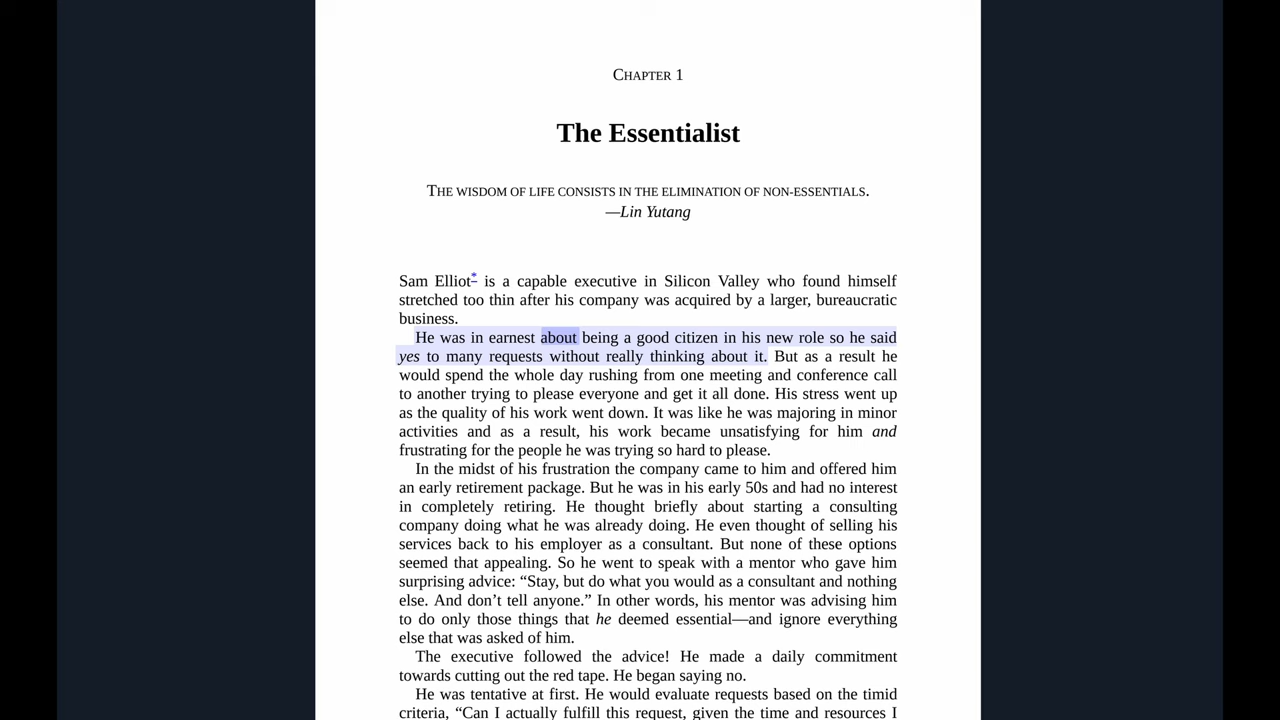 Chapter 1
The Essentialist
The wisdom of life consists in the elimination of non-essentials.
—Lin Yutang
Sam Elliot* is a capable executive in Silicon Valley who found himself
stretched too thin after his company was acquired by a larger, bureaucratic
business.
He was in earnest about being a good citizen in his new role so he said
yes to many requests without really thinking about it. But as a result he
would spend the whole day rushing from one meeting and conference call
to another trying to please everyone and get it all done. His stress went up
as the quality of his work went down. It was like he was majoring in minor
activities and as a result, his work became unsatisfying for him and
frustrating for the people he was trying so hard to please.
In the midst of his frustration the company came to him and offered him
an early retirement package. But he was in his early 50s and had no interest
in completely retiring. He thought briefly about starting a consulting
company doing what he was already doing. He even thought of selling his
services back to his employer as a consultant. But none of these options
seemed that appealing. So he went to speak with a mentor who gave him
surprising advice: “Stay, but do what you would as a consultant and nothing
else. And don’t tell anyone.” In other words, his mentor was advising him
to do only those things that he deemed essential—and ignore everything
else that was asked of him.
The executive followed the advice! He made a daily commitment
towards cutting out the red tape. He began saying no.
He was tentative at first. He would evaluate requests based on the timid
criteria, “Can I actually fulfill this request, given the time and resources I